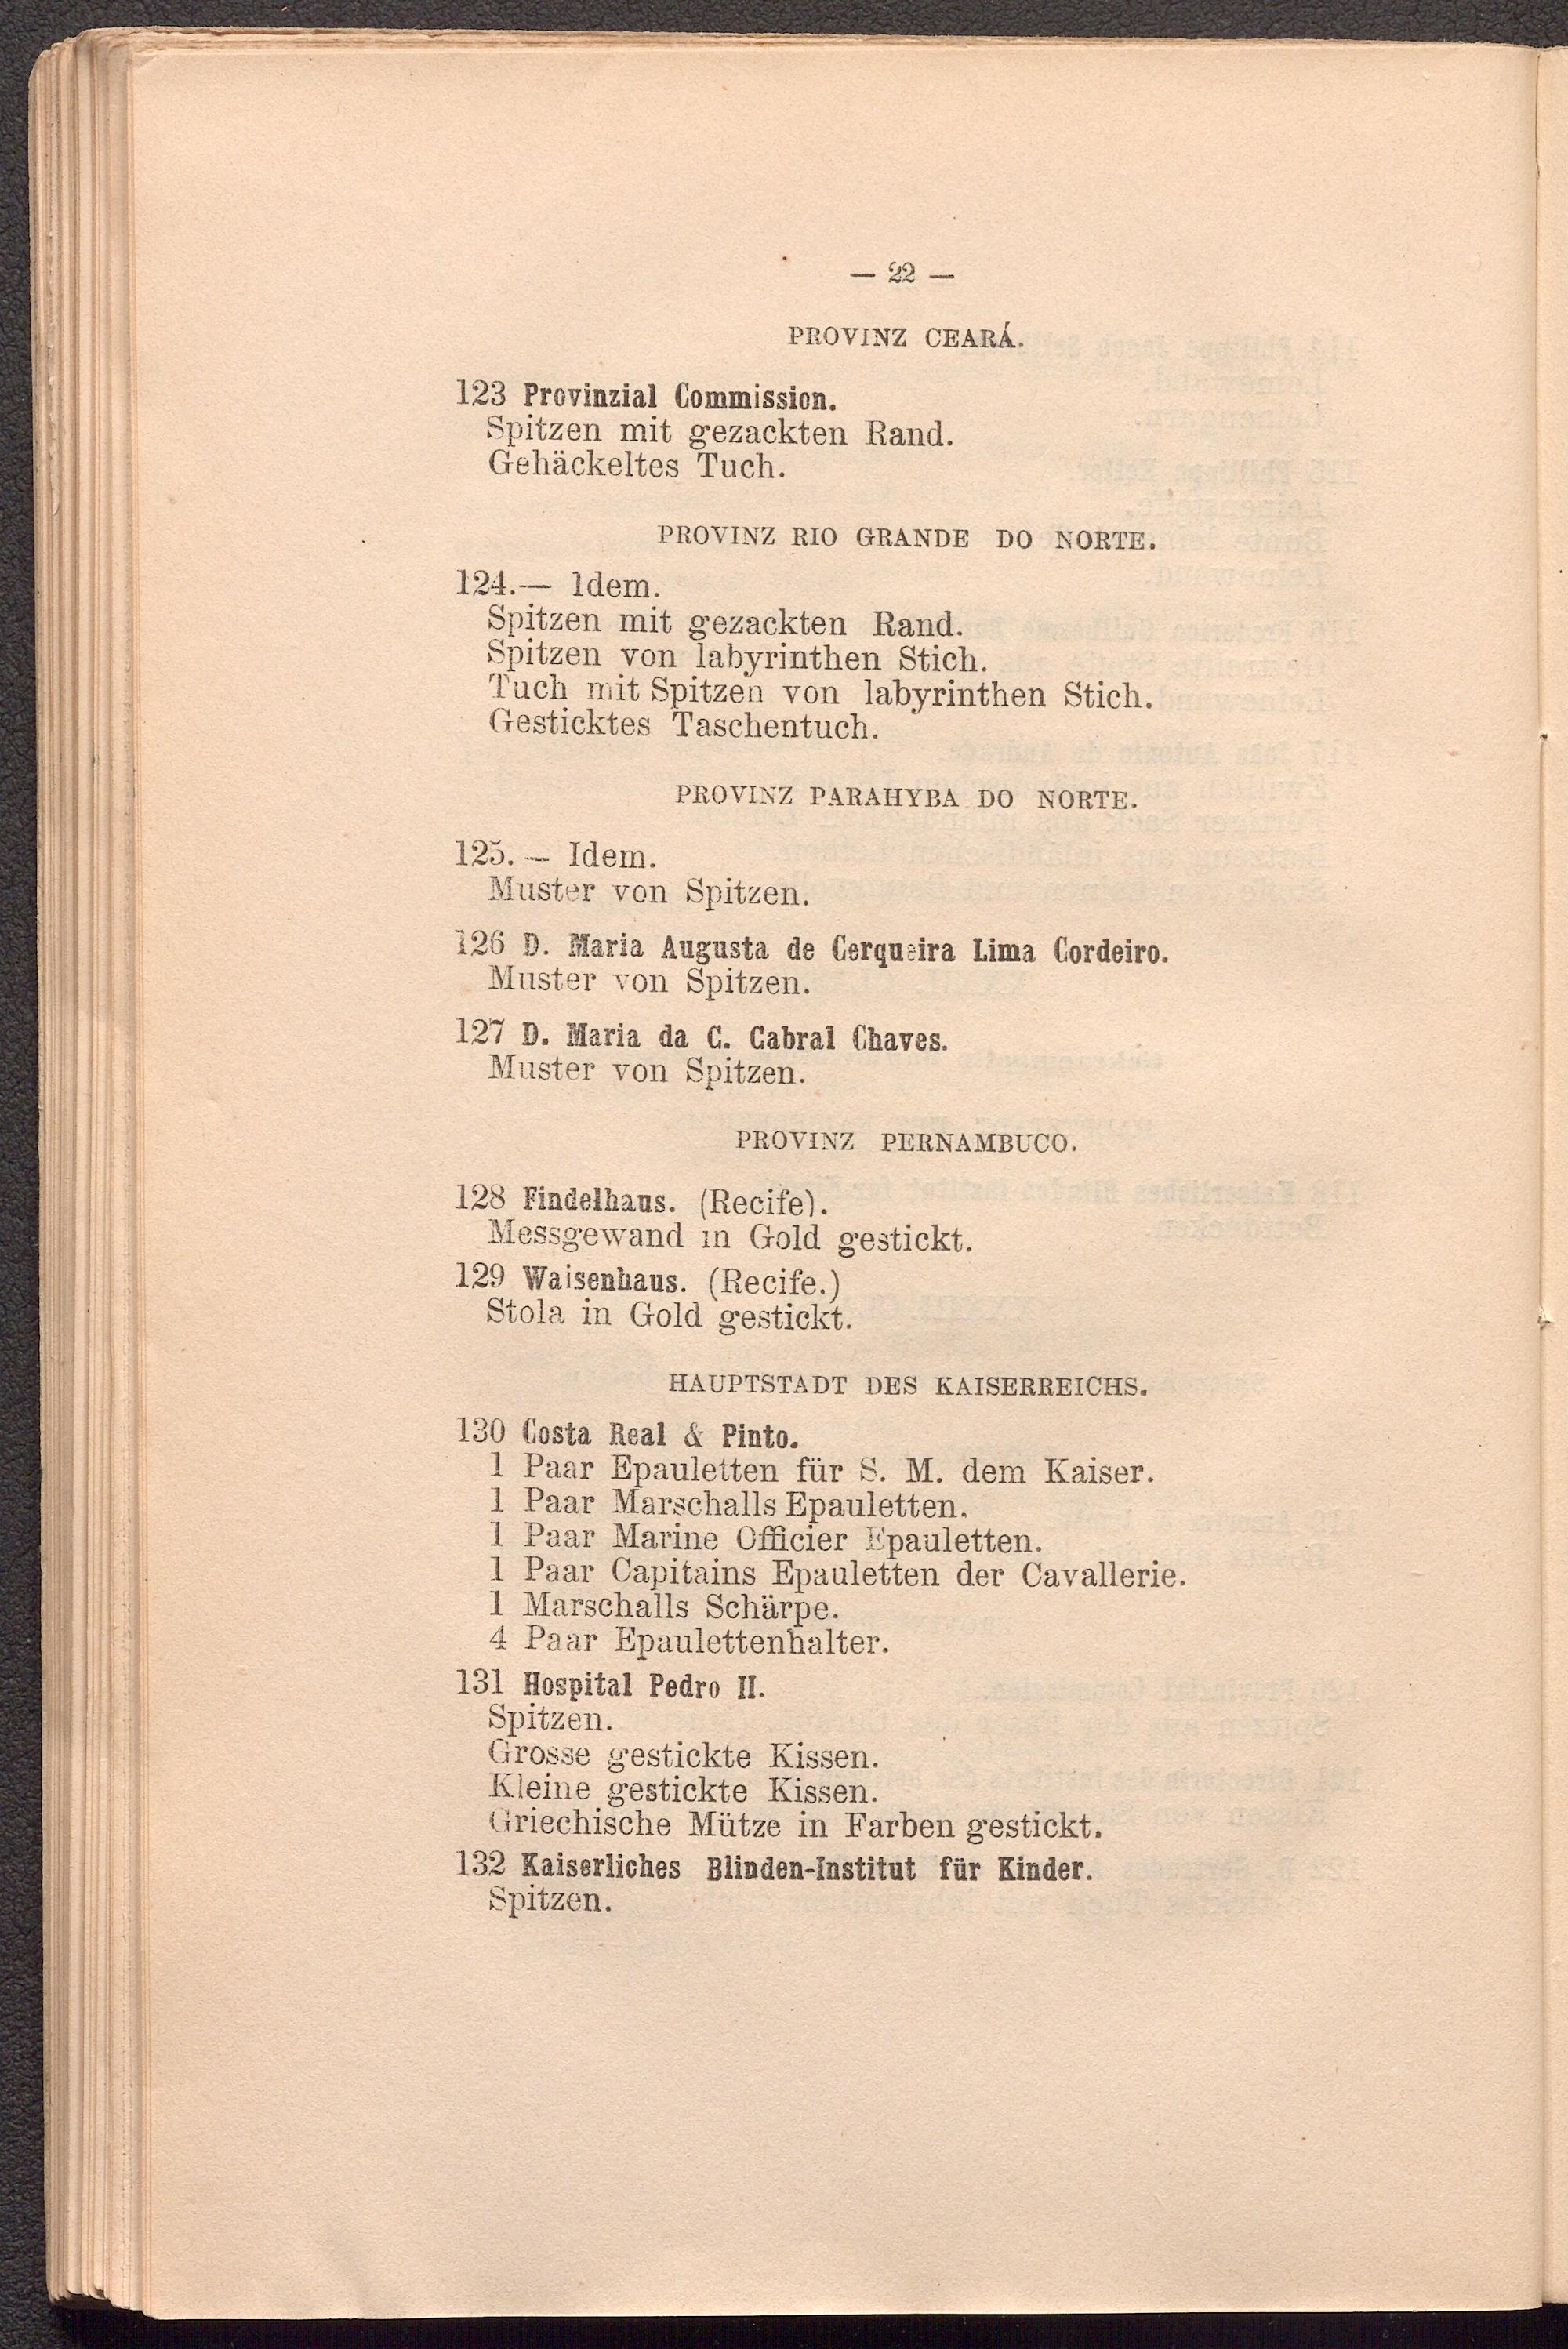 — 22 —
PROVINZ CEARÁ.
123 Provinzial Commission.
Spitzen mit gezackten Rand.
Gehäckeltes Tuch.
PROVINZ RIO GRANDE DO NORTE.
124.— Idem.
Spitzen mit gezackten Rand.
Spitzen von labyrinthen Stich.
Tuch mit Spitzen von labyrinthen Stich.
Gesticktes Taschentuch.
PROVINZ PARAHYBA DO NORTE.
125. — Idem.
Muster von Spitzen.
126 D. Maria Augusta de Cerqueira Lima Cordeiro.
Muster von Spitzen.
127 D. Maria da C. Cabral Chaves.
Muster von Spitzen.
PROVINZ PERNAMBUCO.
128 Findelhaus. (Recife).
Messgewand in Gold gestickt.
129 Waisenhaus. (Recife.)
Stola in Gold gestickt.
HAUPTSTADT DES KAISERREICHS.
130 Costa Real & Pinto.
1 Paar Epauletten für S. M. dem Kaiser.
1 Paar Marschalls Epauletten.
1 Paar Marine Officier Epauletten.
1 Paar Capitains Epauletten der Cavallerie.
1 Marschalls Schärpe.
4 Paar Epaulettenhalter.
131 Hospital Pedro II.
Spitzen.
Grosse gestickte Kissen.
Kleine gestickte Kissen.
Griechische Mütze in Farben gestickt.
132 Kaiserliches Blinden-Institut für Kinder.
Spitzen.